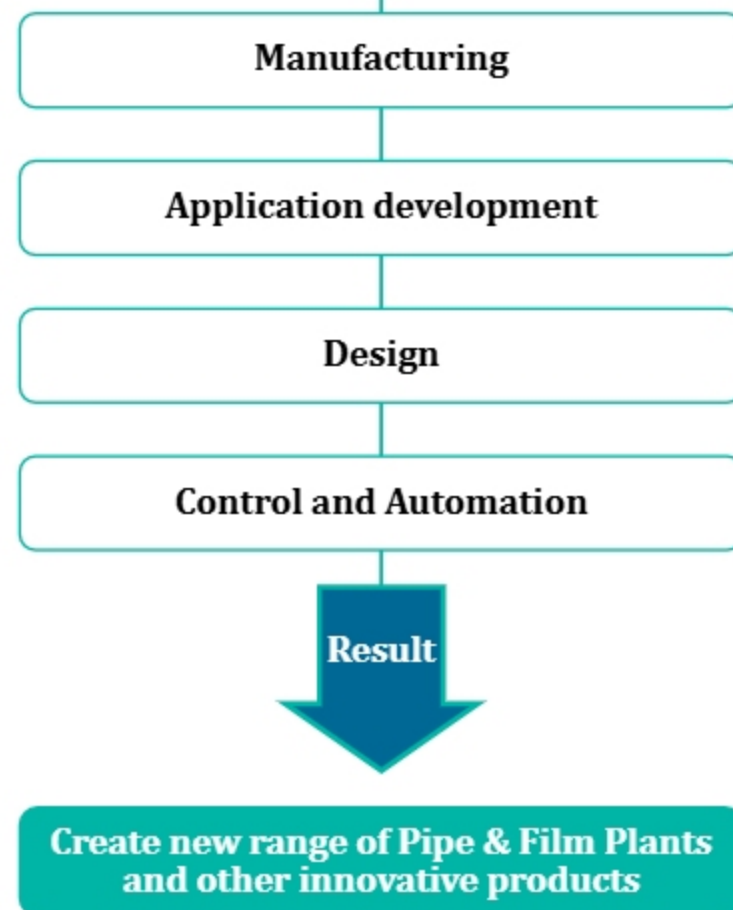 Manufacturing
Application development
Design
Control and Automation
Result
Create new range of Pipe & Film Plants
and other innovative products